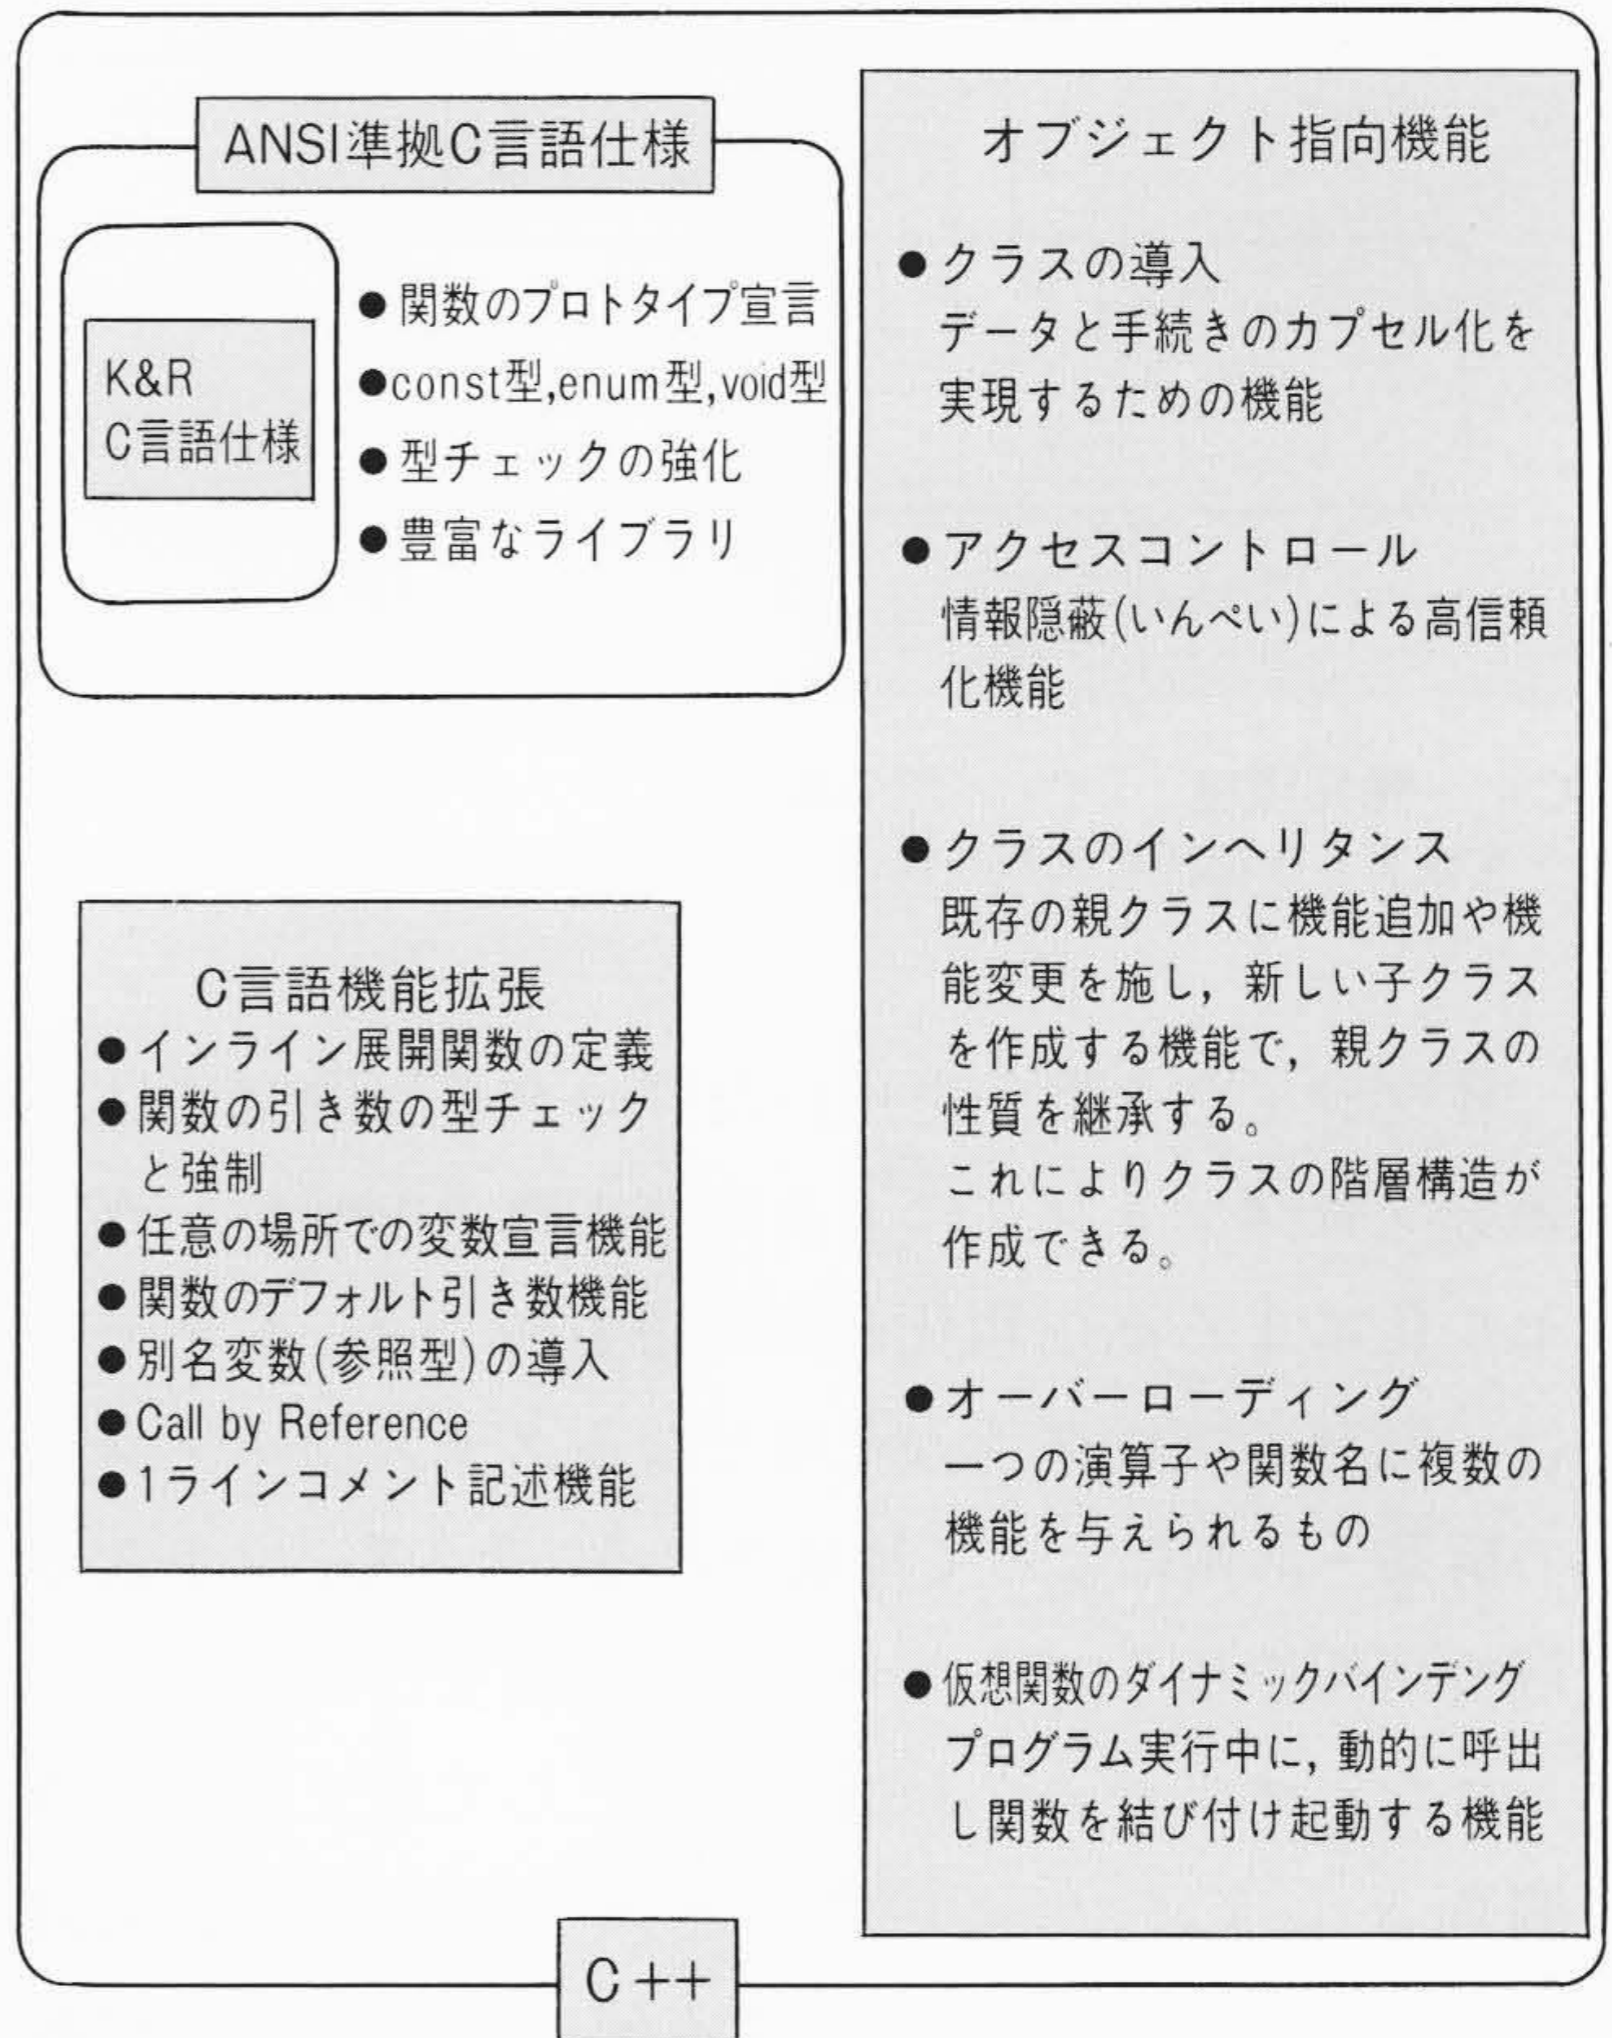 ANSI準拠C言語仕様
K&R
C言語仕様
●関数のプロトタイプ宣言
●const型,enum型,void型
●型チェックの強化
●豊富なライブラリ
C言語機能拡張
●インライン展開関数の定義
●関数の引き数の型チェック
と強制
●任意の場所での変数宣言機能
●関数のデフォルト引き数機能
●別名変数(参照型)の導入
●Call by Reference
●1ラインコメント記述機能
オブジェクト指向機能
●クラスの導入
データと手続きのカプセル化を
実現するための機能
●アクセスコントロール
情報隠蔽(いんぺい)による高信頼
化機能
●クラスのインヘリタンス
既存の親クラスに機能追加や機
能変更を施し，新しい子クラス
を作成する機能で，親クラスの
性質を継承する。
これによりクラスの階層構造が
作成できる。
●オーバーローディング
一つの演算子や関数名に複数の
機能を与えられるもの
●仮想関数のダイナミックバインデング
プログラム実行中に，動的に呼出
し関数を結び付け起動する機能
C++